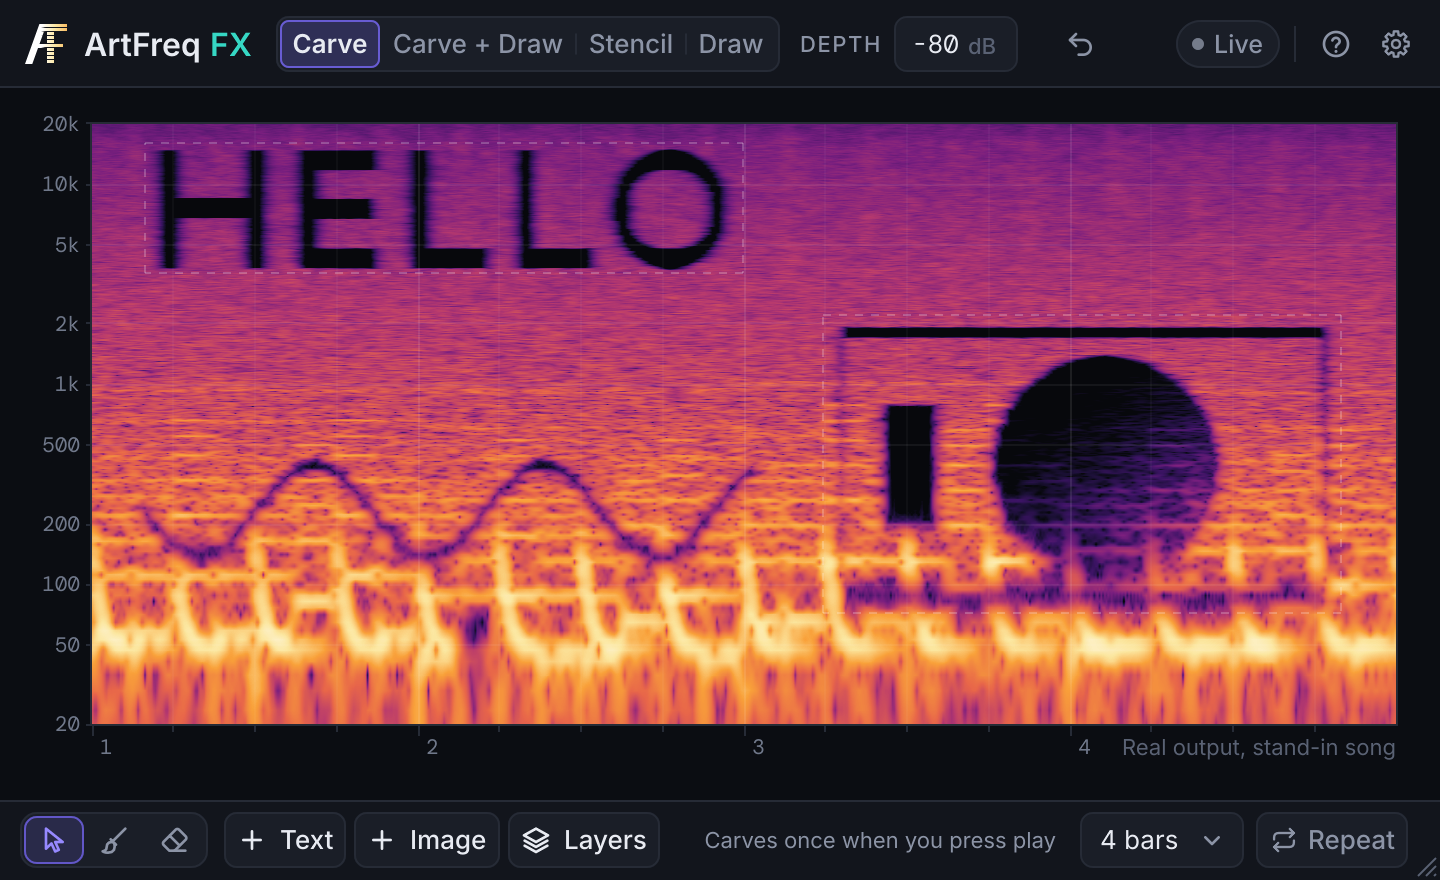 ArtFreq FX
Carve
Carve + Draw
Stencil
Draw
DEPTH
-80 dB
Live
20k
10k
5k
2k
1k
500
200
100
50
20
HELLO
1
2
3
4
Real output, stand-in song
Text
Image
Layers
Carves once when you press play
4 bars
Repeat